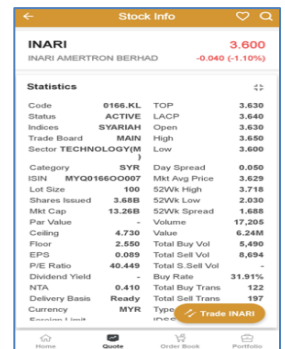 Stock Info
INARI 3.600
INARI AMERTRON BERHAD -0.040 (-1.10%)
Statistics
Code 0166.KL TOP 3.630
Status ACTIVE LACP 3.640
Indices SYARIAH Open 3.630
Trade Board MAIN High 3.650
Sector TECHNOLOGY(M Low 3.600
)
Category SYR Day Spread 0.050
ISIN MYQ0166OO007 Mkt Avg Price 3.629
Lot Size 100 52Wk High 3.718
Shares Issued 3.68B 52Wk Low 2.030
Mkt Cap 13.26B 52Wk Spread 1.688
Par Value - Volume 17,205
Ceiling 4.730 Value 6.24M
Floor 2.550 Total Buy Vol 5,490
EPS 0.089 Total Sell Vol 8,694
P/E Ratio 40.449 Total S.Sell Vol -
Dividend Yield - Buy Rate 31.91%
NTA 0.410 Total Buy Trans 122
Delivery Basis Ready Total Sell Trans 197
Currency MYR Type
Trade INARI
Foreign Limit
Home Quote Order Book Portfolio